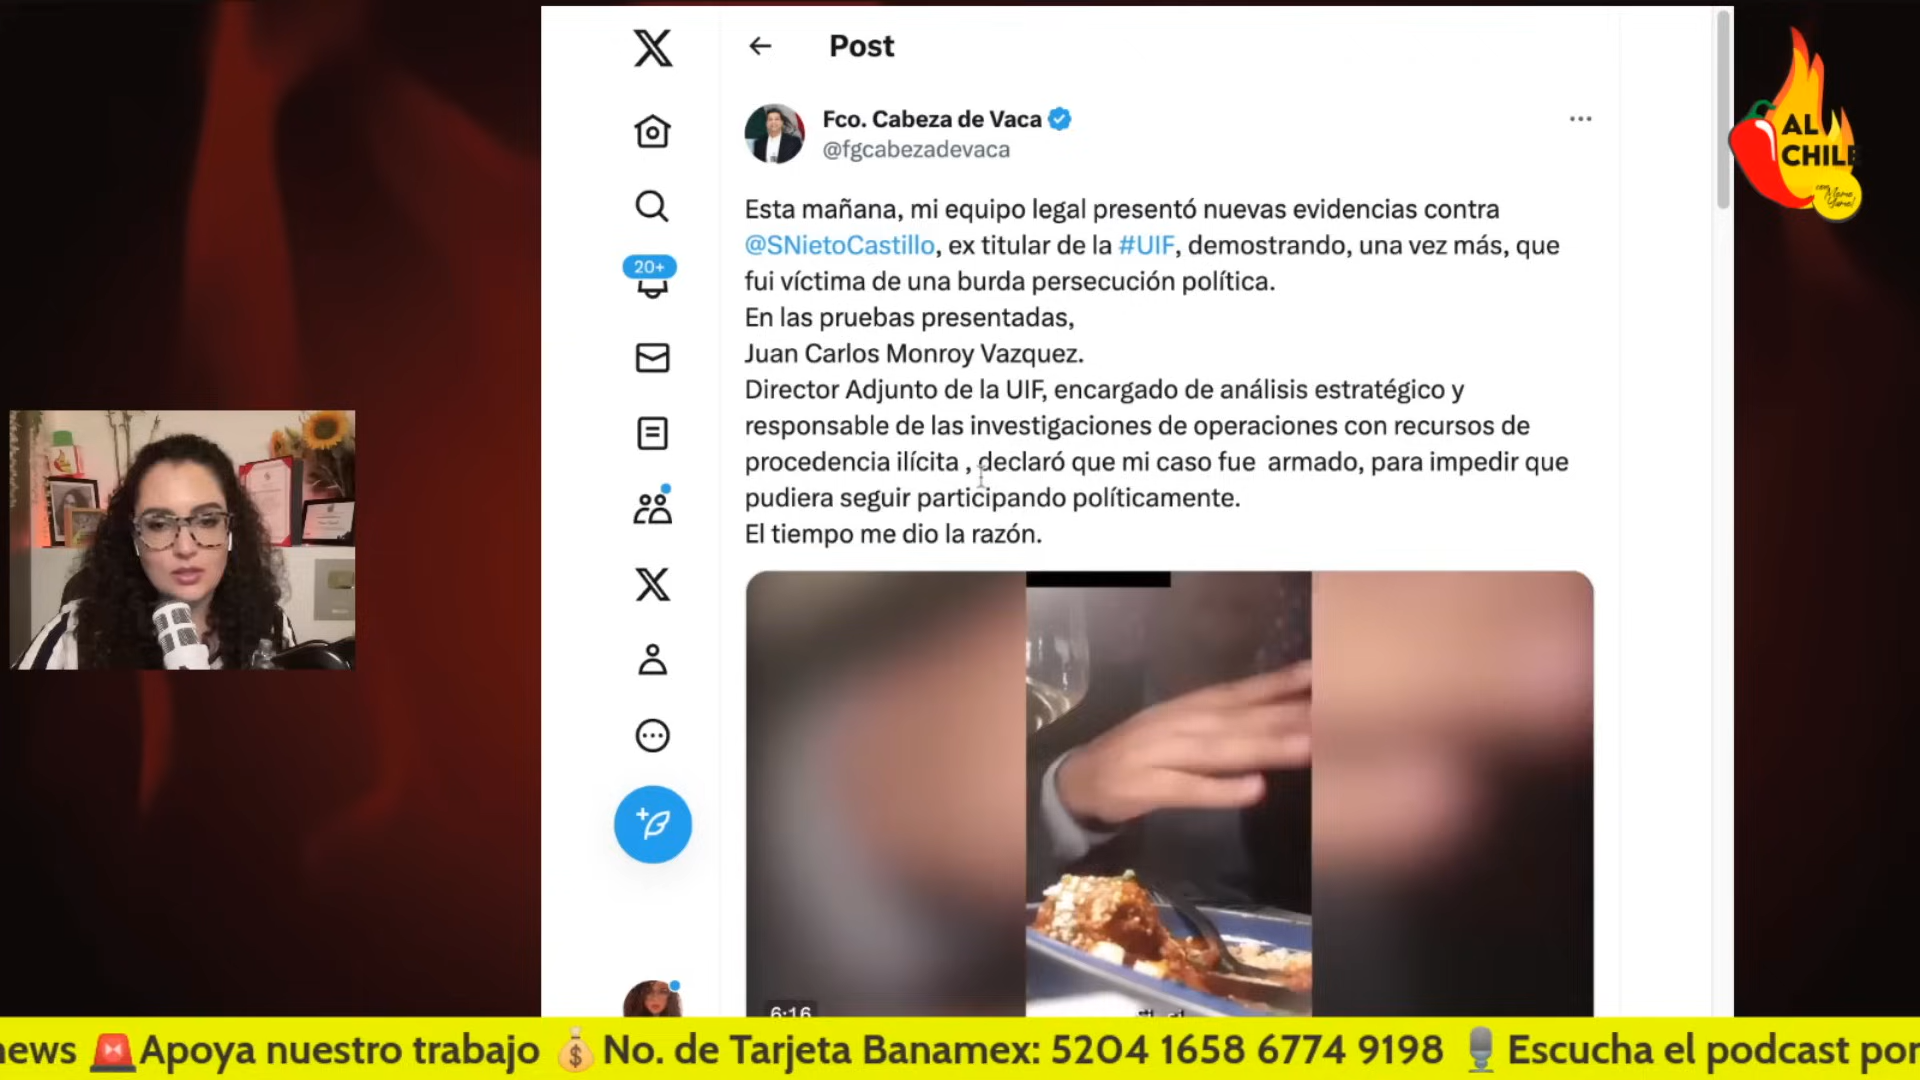 Post
Fco. Cabeza de Vaca
@fgcabezadevaca
Esta mañana, mi equipo legal presentó nuevas evidencias contra
@SNietoCastillo, ex titular de la #UIF, demostrando, una vez más, que
fui víctima de una burda persecución política.
En las pruebas presentadas,
Juan Carlos Monroy Vazquez.
Director Adjunto de la UIF, encargado de análisis estratégico y
responsable de las investigaciones de operaciones con recursos de
procedencia ilícita , declaró que mi caso fue  armado, para impedir que
pudiera seguir participando políticamente.
El tiempo me dio la razón.
20+
6:16
AL
CHILE
news 🚨Apoya nuestro trabajo 💰No. de Tarjeta Banamex: 5204 1658 6774 9198 🎙️Escucha el podcast por